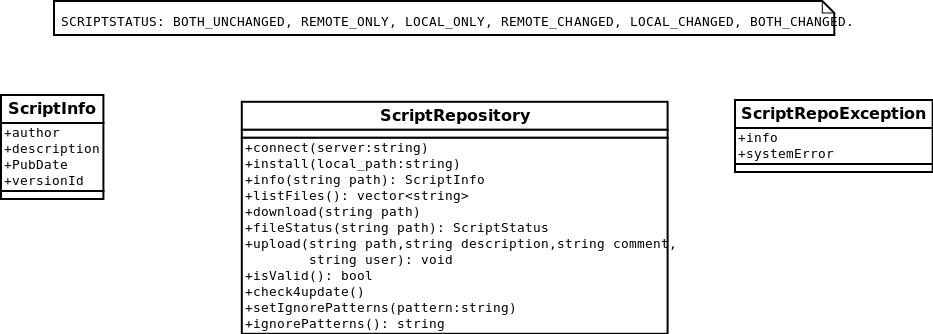 SCRIPTSTATUS: BOTH_UNCHANGED, REMOTE_ONLY, LOCAL_ONLY, REMOTE_CHANGED, LOCAL_CHANGED, BOTH_CHANGED.
ScriptInfo
+author
+description
+PubDate
+versionId
ScriptRepository
+connect(server:string)
+install(local_path:string)
+info(string path): ScriptInfo
+listFiles(): vector<string>
+download(string path)
+fileStatus(string path): ScriptStatus
+upload(string path,string description,string comment,
string user): void
+isValid(): bool
+check4update()
+setIgnorePatterns(pattern:string)
+ignorePatterns(): string
ScriptRepoException
+info
+systemError